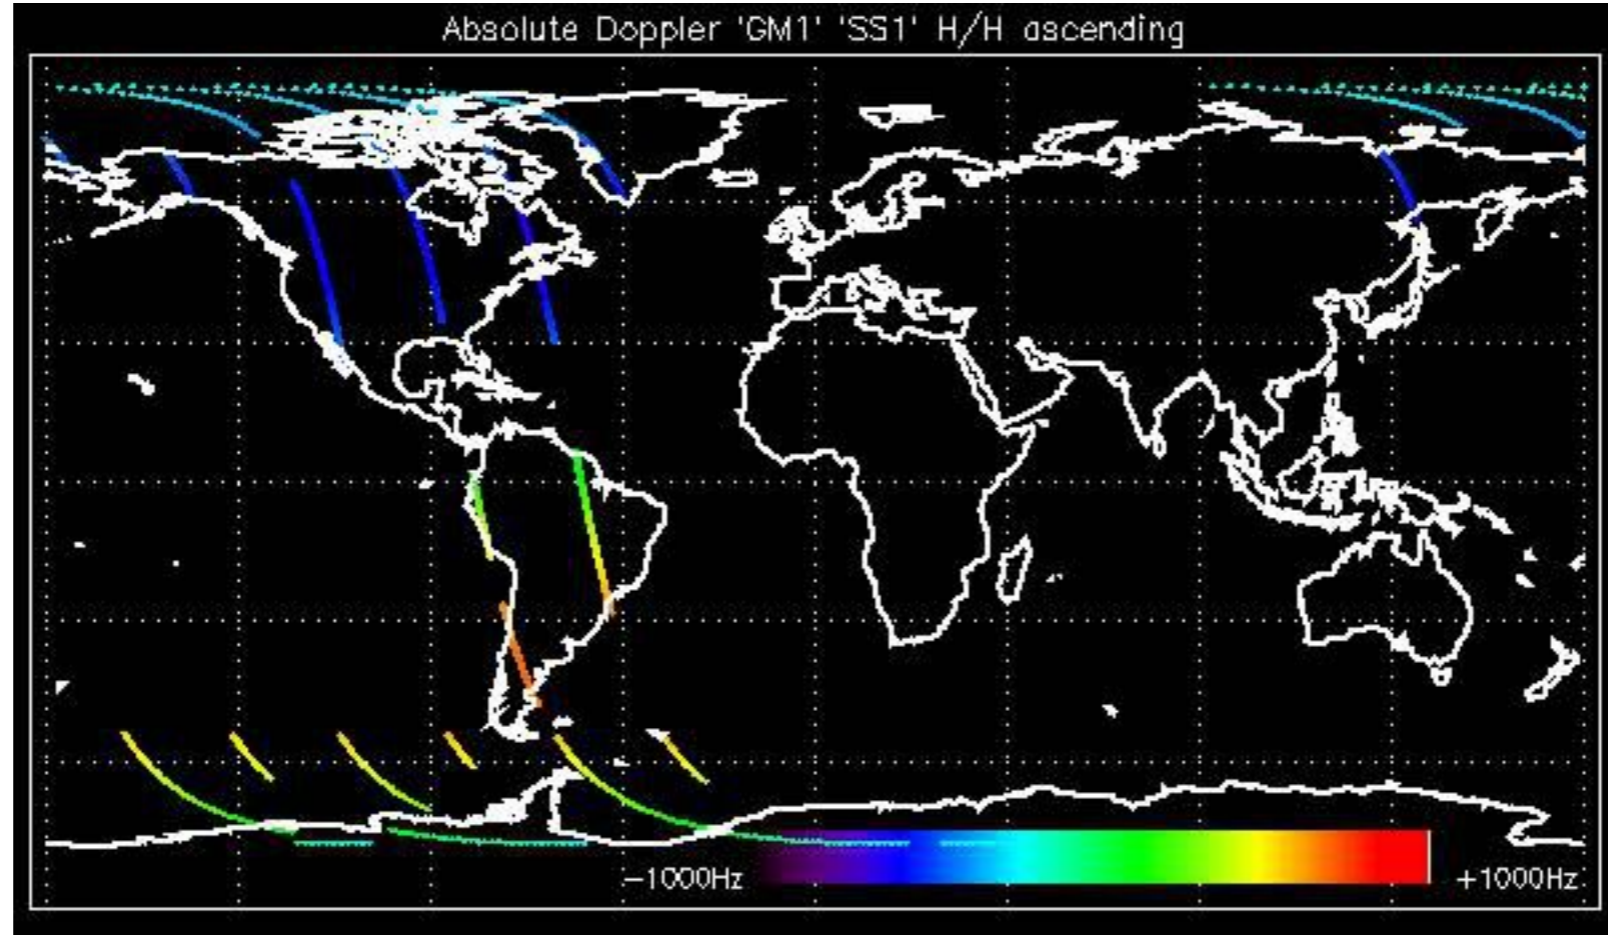 Absolute Doppler 'GM1' 'SS1' H/H ascending
−1000Hz
+1000Hz